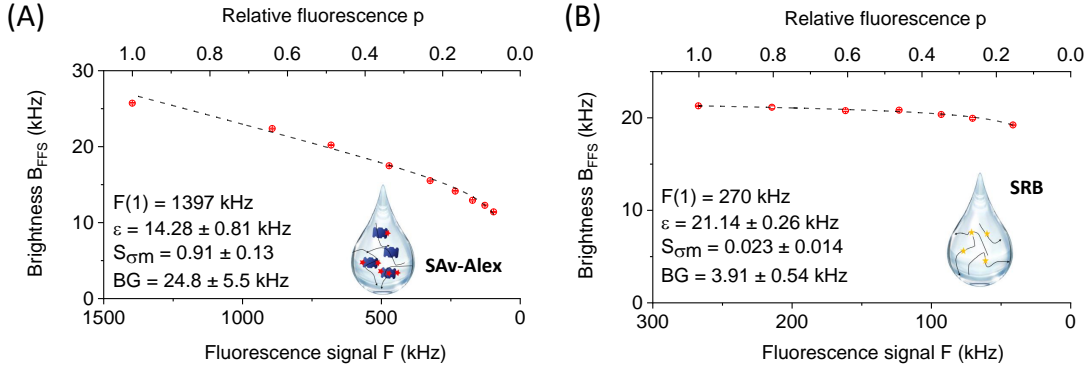 (A)
Relative fluorescence p
1.0 0.8 0.6 0.4 0.2 0.0
30
20
10
0
Brightness B_FFS (kHz)
F(1) = 1397 kHz
ε = 14.28 ± 0.81 kHz
Sσm = 0.91 ± 0.13
BG = 24.8 ± 5.5 kHz
SAv-Alex
1500 1000 500 0
Fluorescence signal F (kHz)
(B)
Relative fluorescence p
1.0 0.8 0.6 0.4 0.2 0.0
20
10
0
Brightness B_FFS (kHz)
F(1) = 270 kHz
ε = 21.14 ± 0.26 kHz
Sσm = 0.023 ± 0.014
BG = 3.91 ± 0.54 kHz
SRB
300 200 100 0
Fluorescence signal F (kHz)